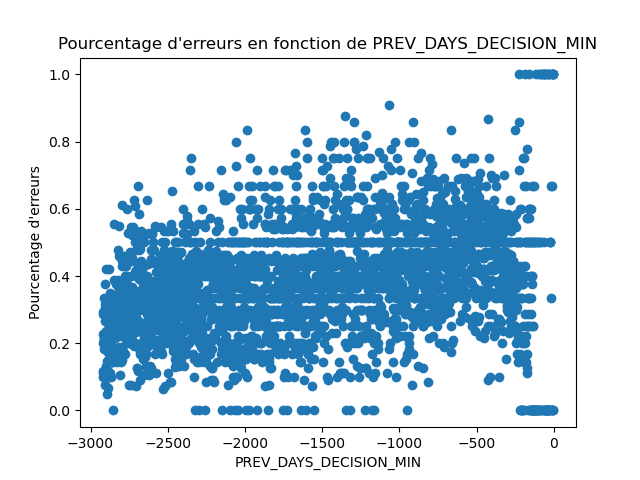 Pourcentage d'erreurs en fonction de PREV_DAYS_DECISION_MIN
1.0
0.8
0.6
0.4
0.2
0.0
Pourcentage d'erreurs
−3000 −2500 −2000 −1500 −1000 −500 0
PREV_DAYS_DECISION_MIN